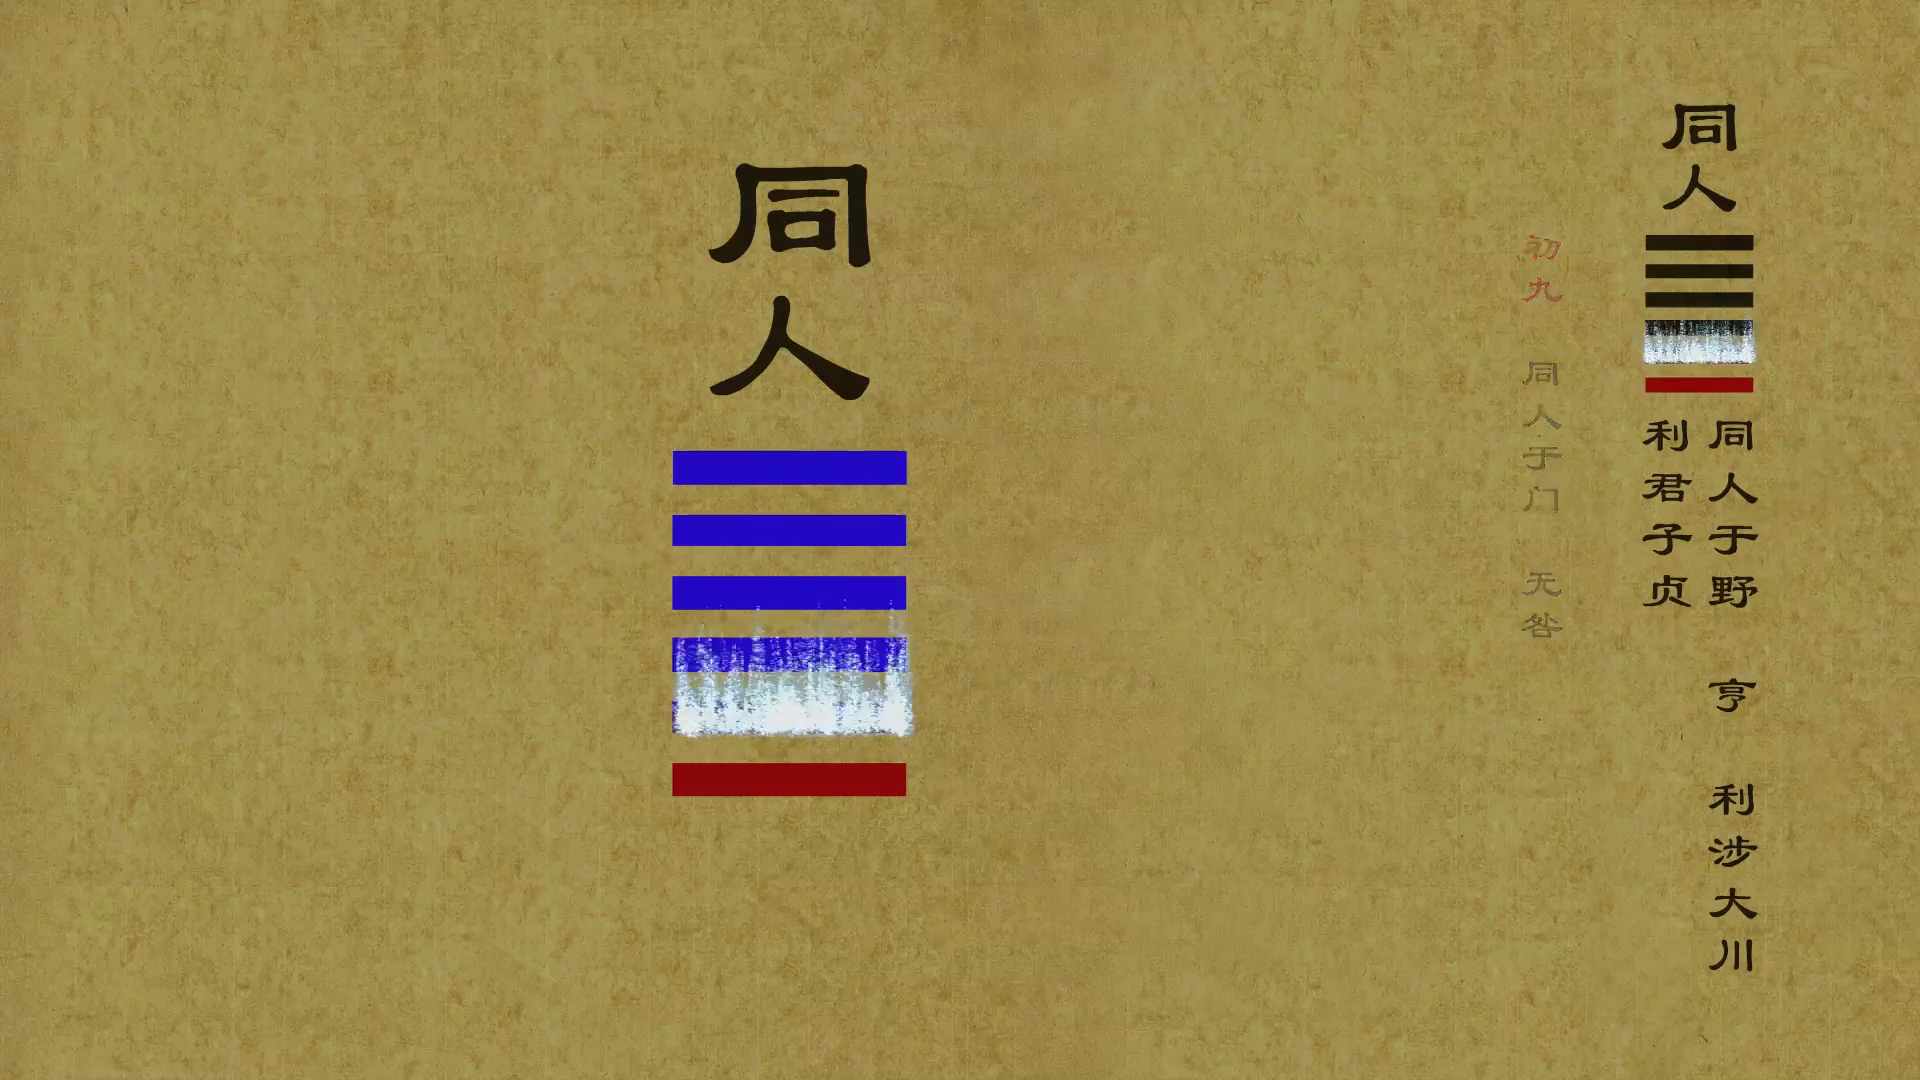 同人
同人
同人于野 亨 利涉大川
利君子贞
初九 同人于门 无咎